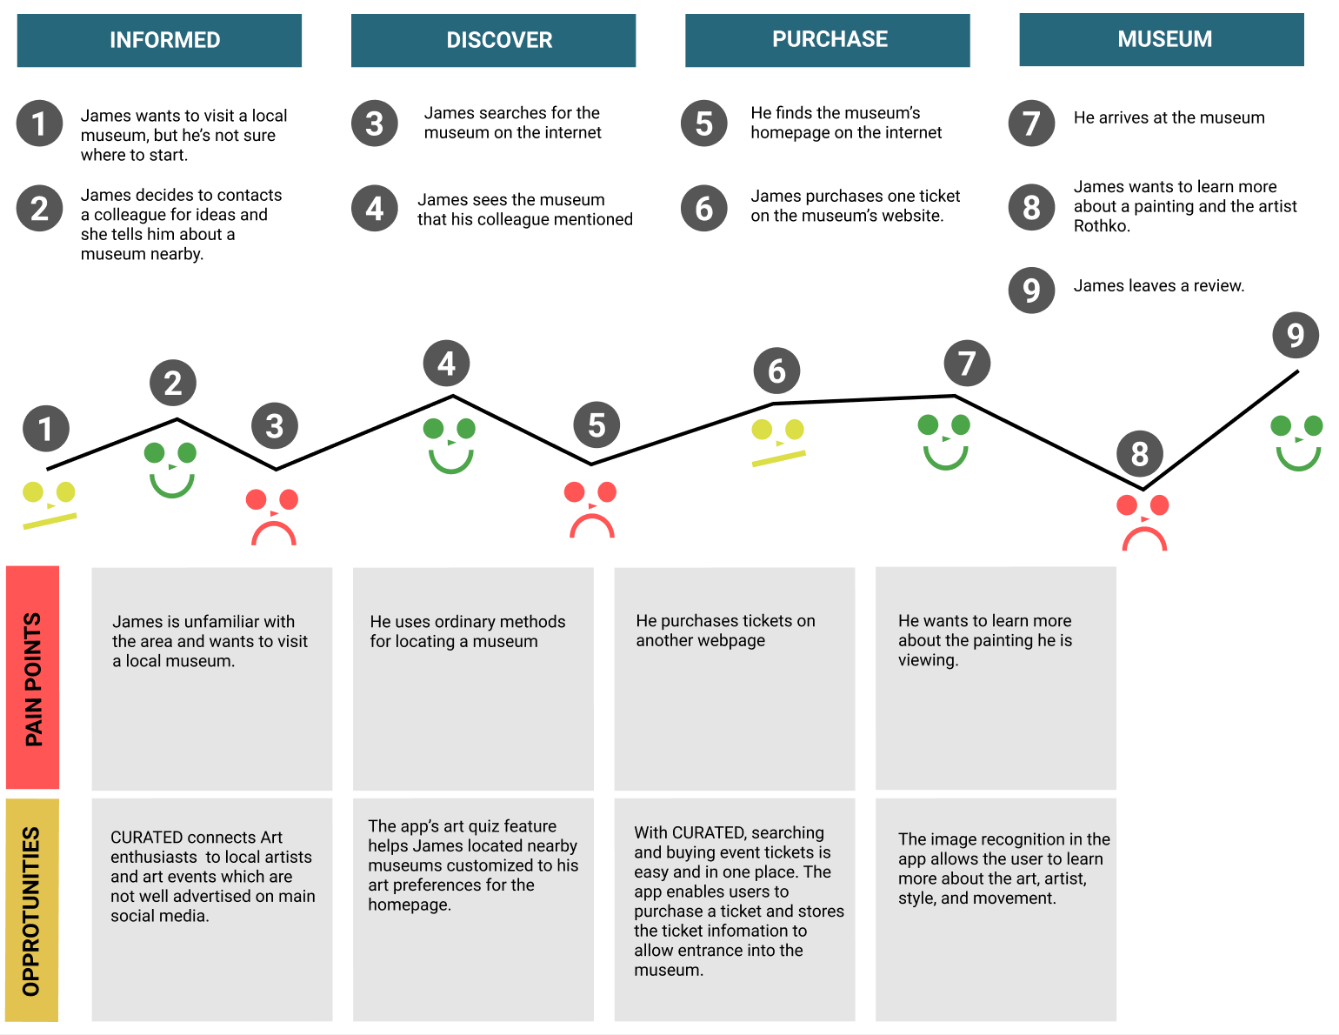 INFORMED
DISCOVER
PURCHASE
MUSEUM
1
James wants to visit a local
museum, but he's not sure
where to start.
2
James decides to contacts
a colleague for ideas and
she tells him about a
museum nearby.
3
James searches for the
museum on the internet
4
James sees the museum
that his colleague mentioned
5
He finds the museum's
homepage on the internet
6
James purchases one ticket
on the museum's website.
7
He arrives at the museum
8
James wants to learn more
about a painting and the artist
Rothko.
9
James leaves a review.
1
2
3
4
5
6
7
8
9
PAIN POINTS
James is unfamiliar with
the area and wants to visit
a local museum.
He uses ordinary methods
for locating a museum
He purchases tickets on
another webpage
He wants to learn more
about the painting he is
viewing.
OPPROTUNITIES
CURATED connects Art
enthusiasts  to local artists
and art events which are
not well advertised on main
social media.
The app's art quiz feature
helps James located nearby
museums customized to his
art preferences for the
homepage.
With CURATED, searching
and buying event tickets is
easy and in one place. The
app enables users to
purchase a ticket and stores
the ticket infomation to
allow entrance into the
museum.
The image recognition in the
app allows the user to learn
more about the art, artist,
style, and movement.